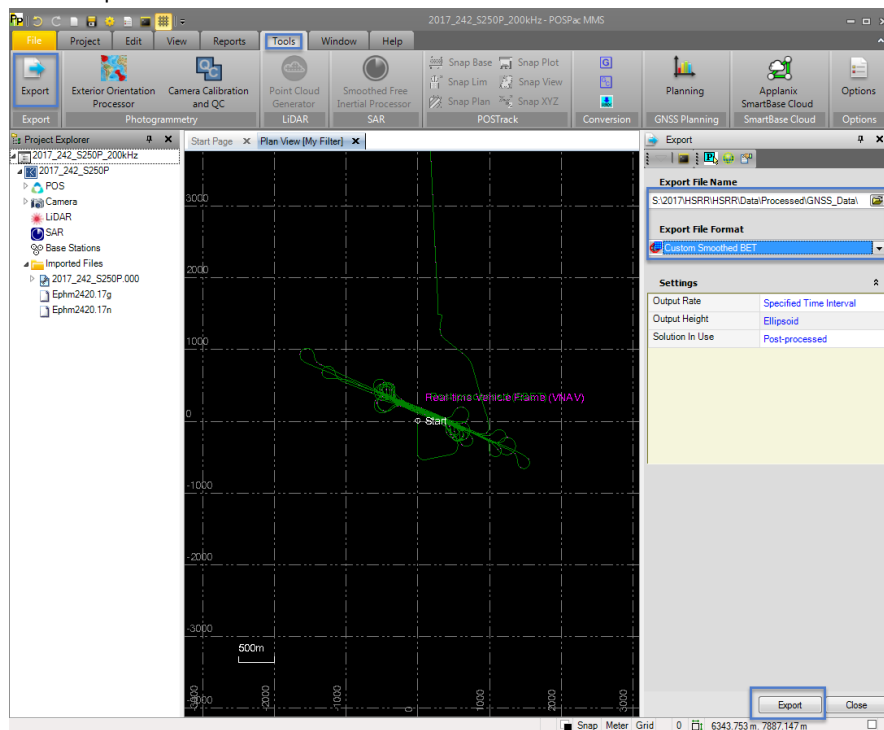 2017_242_S250P_200kHz - POSPac MMS
File Project Edit View Reports Tools Window Help
Export
Exterior Orientation Processor
Camera Calibration and QC
Point Cloud Generator
Smoothed Free Inertial Processor
Snap Base Snap Plot
Snap Lim Snap View
Snap Plan Snap XYZ
Planning
Applanix SmartBase Cloud
Options
Export Photogrammetry LiDAR SAR POSTrack Conversion GNSS Planning SmartBase Cloud Options
Project Explorer
2017_242_S250P_200kHz
2017_242_S250P
POS
Camera
LiDAR
SAR
Base Stations
Imported Files
2017_242_S250P.000
Ephm2420.17g
Ephm2420.17n
Start Page Plan View [My Filter]
3000
2000
1000
0
-1000
-2000
-3000
Start
500m
-2000 -1000 0 1000 2000 3000
Export
Export File Name
S:\2017\HSRR\HSRR\Data\Processed\GNSS_Data\
Export File Format
Custom Smoothed BET
Settings
Output Rate Specified Time Interval
Output Height Ellipsoid
Solution In Use Post-processed
Export Close
Snap Meter Grid 0 6343.753 m, 7887.147 m